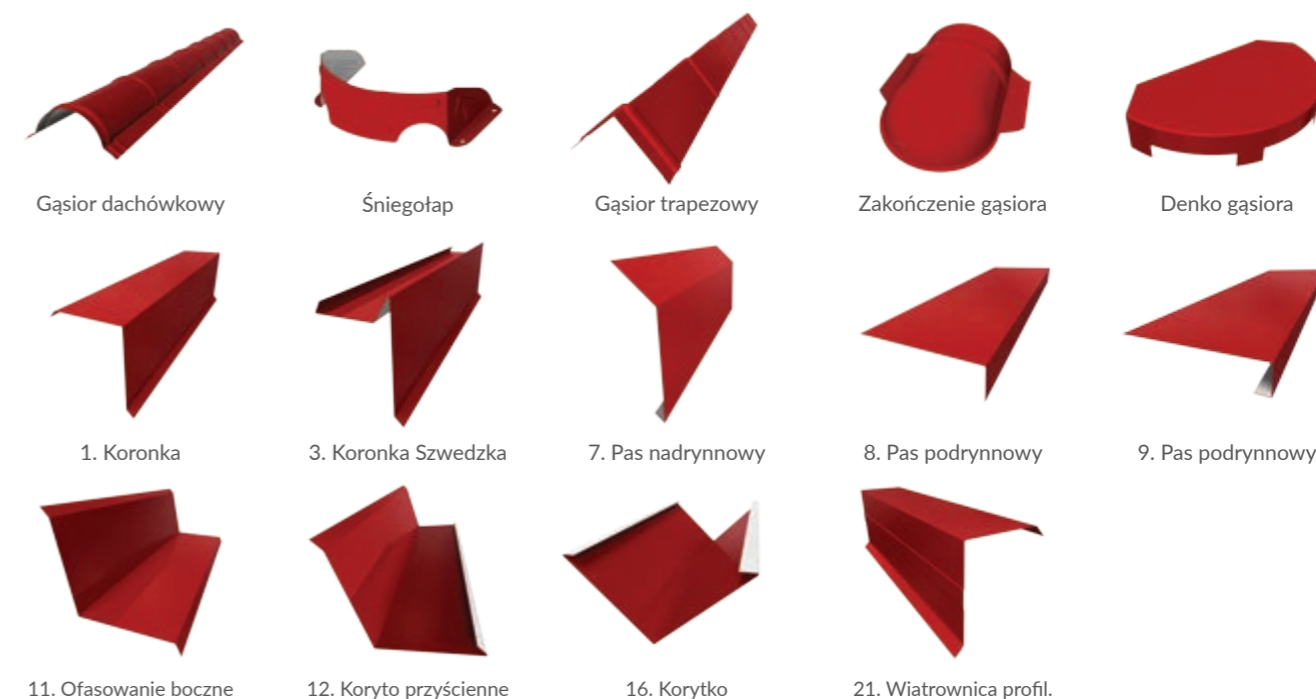 Gąsior dachówkowy
Śniegołap
Gąsior trapezowy
Zakończenie gąsiora
Denko gąsiora
1. Koronka
3. Koronka Szwedzka
7. Pas nadrynnowy
8. Pas podrynnowy
9. Pas podrynnowy
11. Ofasowanie boczne
12. Koryto przyścienne
16. Korytko
21. Wiatrownica profil.